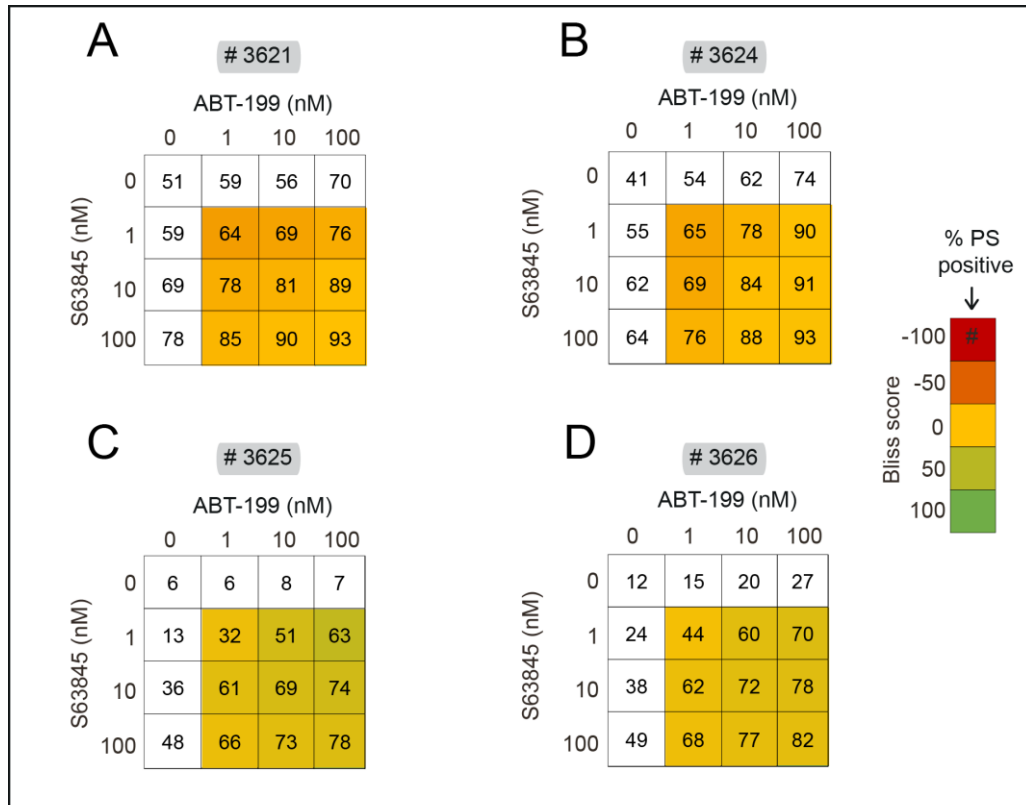 A
# 3621
ABT-199 (nM)
0 1 10 100
S63845 (nM)
0 51 59 56 70
1 59 64 69 76
10 69 78 81 89
100 78 85 90 93
B
# 3624
ABT-199 (nM)
0 1 10 100
S63845 (nM)
0 41 54 62 74
1 55 65 78 90
10 62 69 84 91
100 64 76 88 93
% PS
positive
Bliss score
-100 #
-50
0
50
100
C
# 3625
ABT-199 (nM)
0 1 10 100
S63845 (nM)
0 6 6 8 7
1 13 32 51 63
10 36 61 69 74
100 48 66 73 78
D
# 3626
ABT-199 (nM)
0 1 10 100
S63845 (nM)
0 12 15 20 27
1 24 44 60 70
10 38 62 72 78
100 49 68 77 82